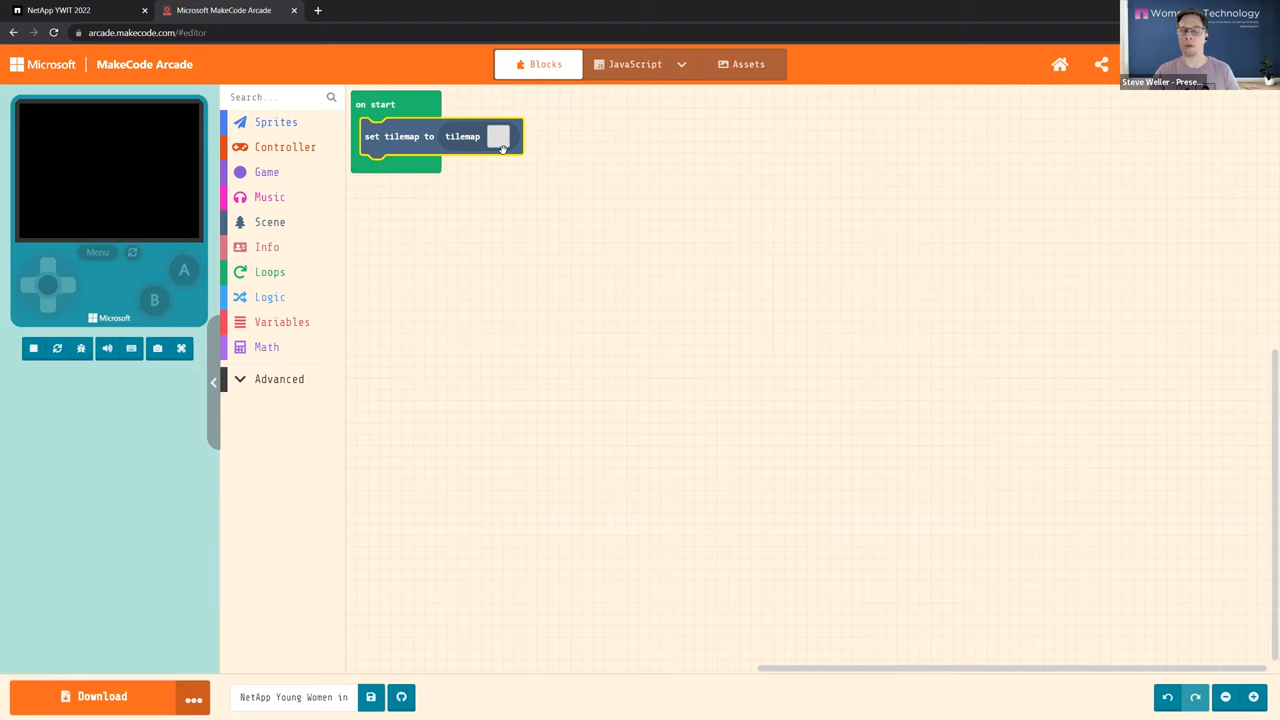 NetApp YWIT 2022
Microsoft MakeCode Arcade
arcade.makecode.com/#editor
Microsoft
MakeCode Arcade
Blocks
JavaScript
Assets
Steve Weller - Prese...
Search...
Sprites
Controller
Game
Music
Scene
Info
Loops
Logic
Variables
Math
Advanced
on start
set tilemap to tilemap
Menu
A
B
Microsoft
Download
NetApp Young Women in